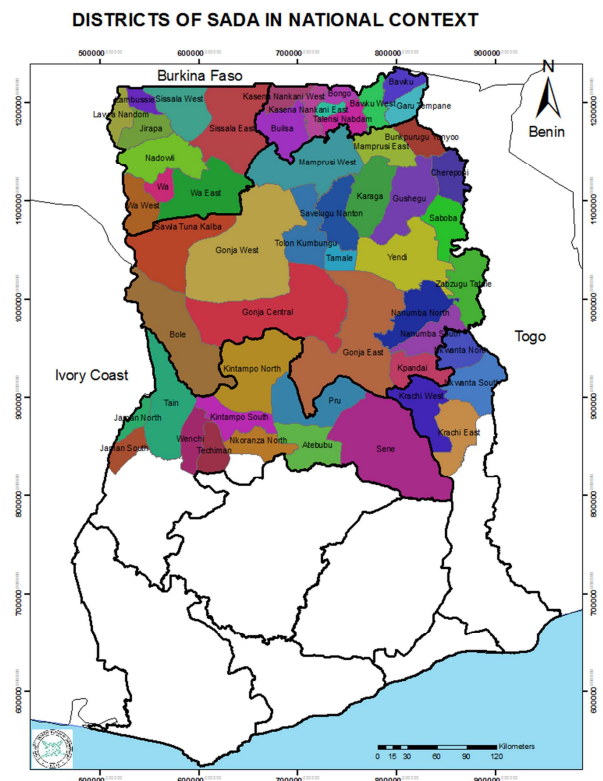 DISTRICTS OF SADA IN NATIONAL CONTEXT
500000 600000 700000 800000 900000
N
Burkina Faso
Benin
Togo
Ivory Coast
1200000
1100000
1000000
900000
800000
700000
600000
Lambussie
Sissala West
Kasena Nankani West
Bongo
Bawku
Lawra Nandom
Kasena Nankani East
Bawku West
Garu Tempane
Jirapa
Sissala East
Builsa
Talensi Nabdam
Bunkpurugu Yunyoo
Nadowli
Mamprusi West
Mamprusi East
Chereponi
Wa
Wa East
Wa West
Karaga
Gushegu
Savelugu Nanton
Saboba
Sawla Tuna Kalba
Gonja West
Tolon Kumbungu
Tamale
Yendi
Zabzugu Tatale
Gonja Central
Nanumba North
Nanumba South
Bole
Gonja East
Nkwanta North
Kintampo North
Kpandai
Nkwanta South
Tain
Pru
Krachi West
Jaman North
Kintampo South
Krachi East
Jaman South
Wenchi
Techiman
Nkoranza North
Atebubu
Sene
Kilometers
0 15 30 60 90 120
500000 600000 700000 800000 900000